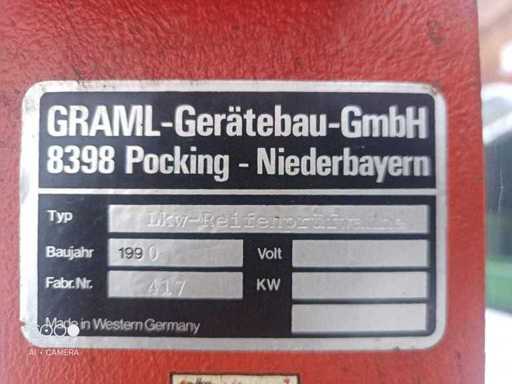 GRAML-Gerätebau-GmbH
8398 Pocking - Niederbayern
Typ Lkw-Reifenprüfwanne
Baujahr 1990 Volt
Fabr.Nr. 417 KW
Made in Western Germany
AI CAMERA